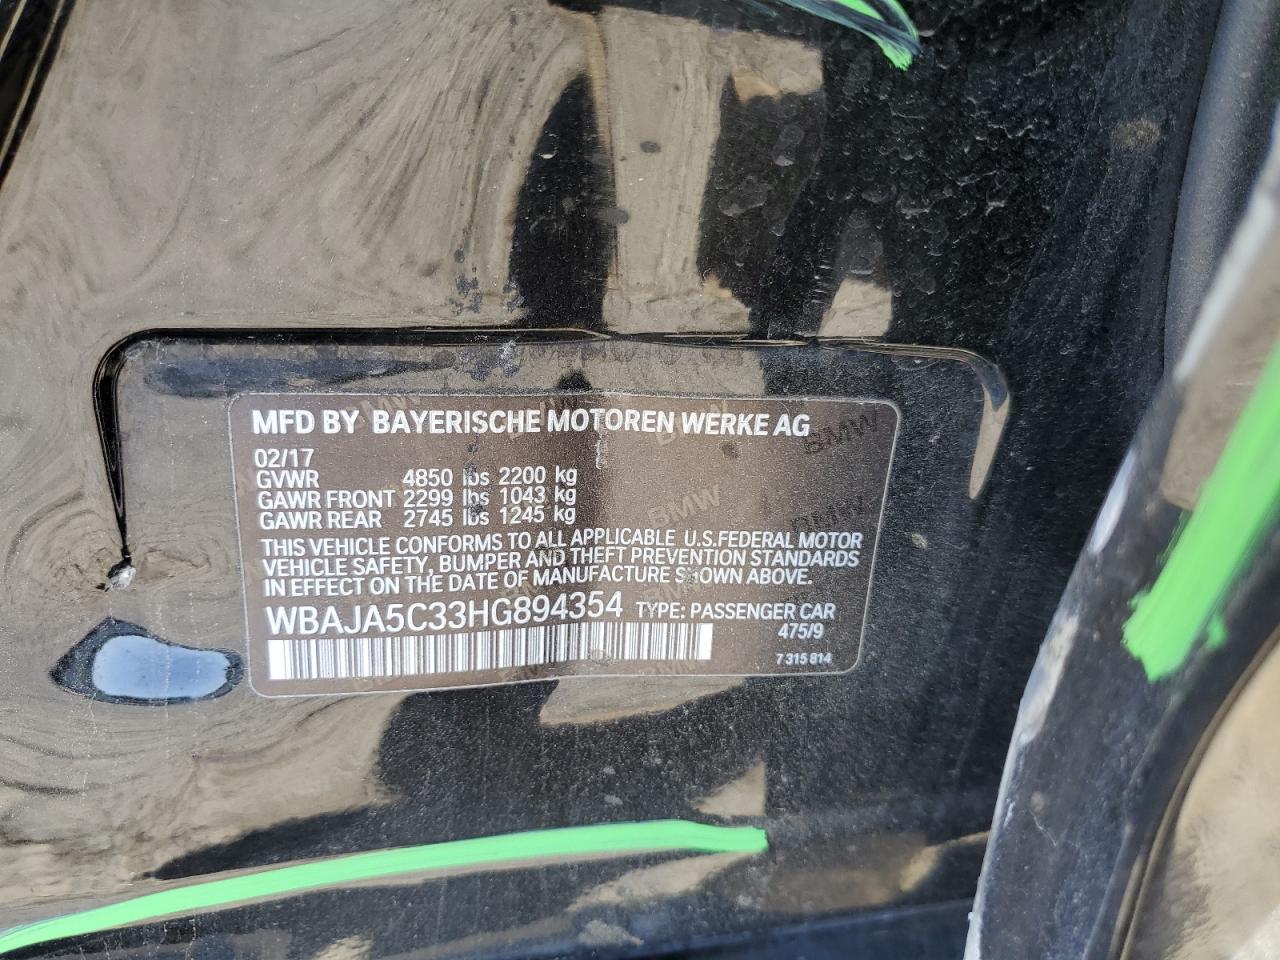 MFD BY BAYERISCHE MOTOREN WERKE AG
02/17
GVWR 4850 lbs 2200 kg
GAWR FRONT 2299 lbs 1043 kg
GAWR REAR 2745 lbs 1245 kg
THIS VEHICLE CONFORMS TO ALL APPLICABLE U.S.FEDERAL MOTOR
VEHICLE SAFETY, BUMPER AND THEFT PREVENTION STANDARDS
IN EFFECT ON THE DATE OF MANUFACTURE SHOWN ABOVE.
WBAJA5C33HG894354 TYPE: PASSENGER CAR
475/9
7 315 814